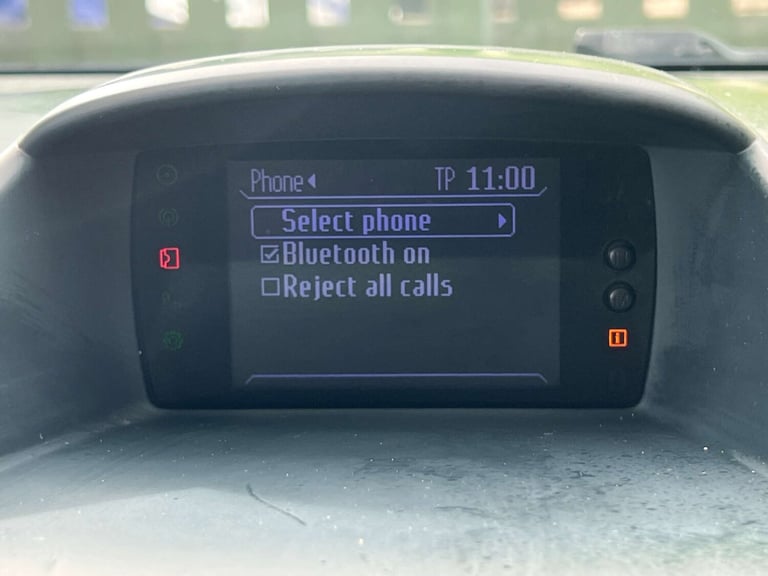 Phone
TP 11:00
Select phone
Bluetooth on
Reject all calls